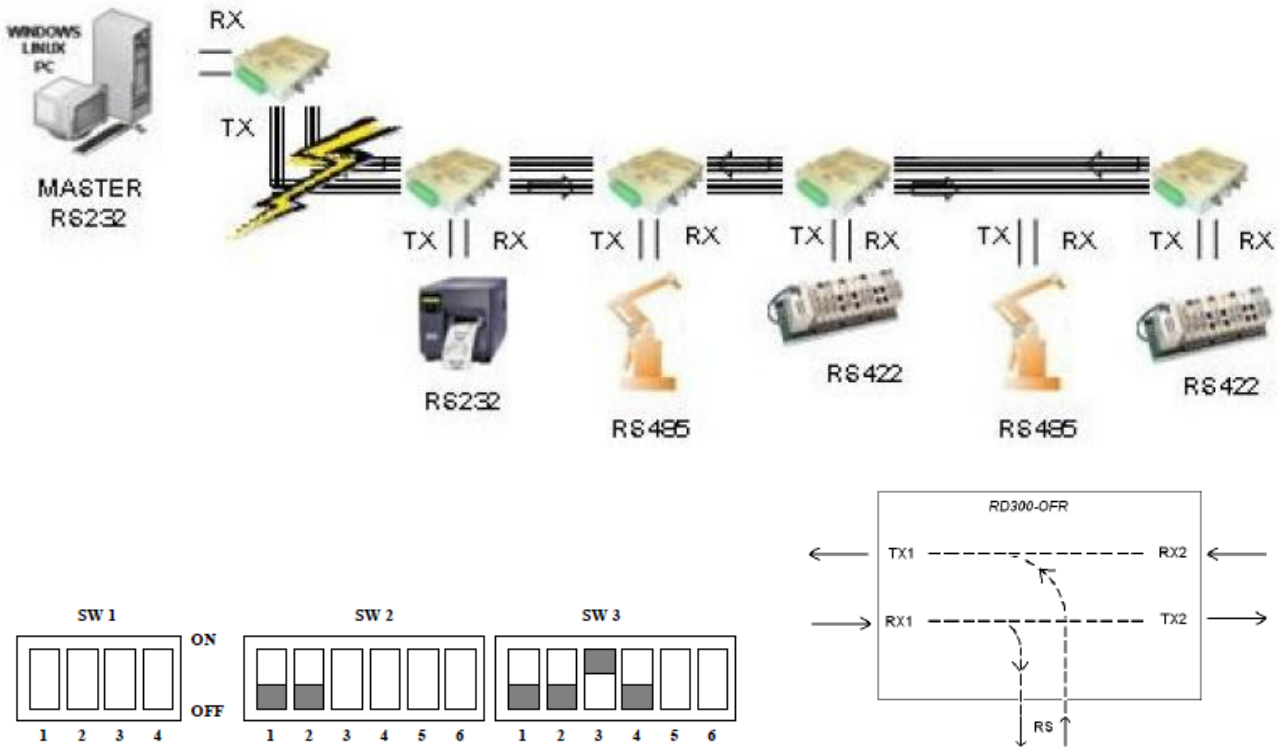 RX
WINDOWS
LINUX
PC
TX
MASTER
RS232
TX RX
TX RX
TX RX
TX RX
TX RX
RS232
RS485
RS422
RS485
RS422
RD300-OFR
TX1 RX2
RX1 TX2
RS
SW 1
SW 2
SW 3
ON
OFF
1 2 3 4
1 2 3 4 5 6
1 2 3 4 5 6